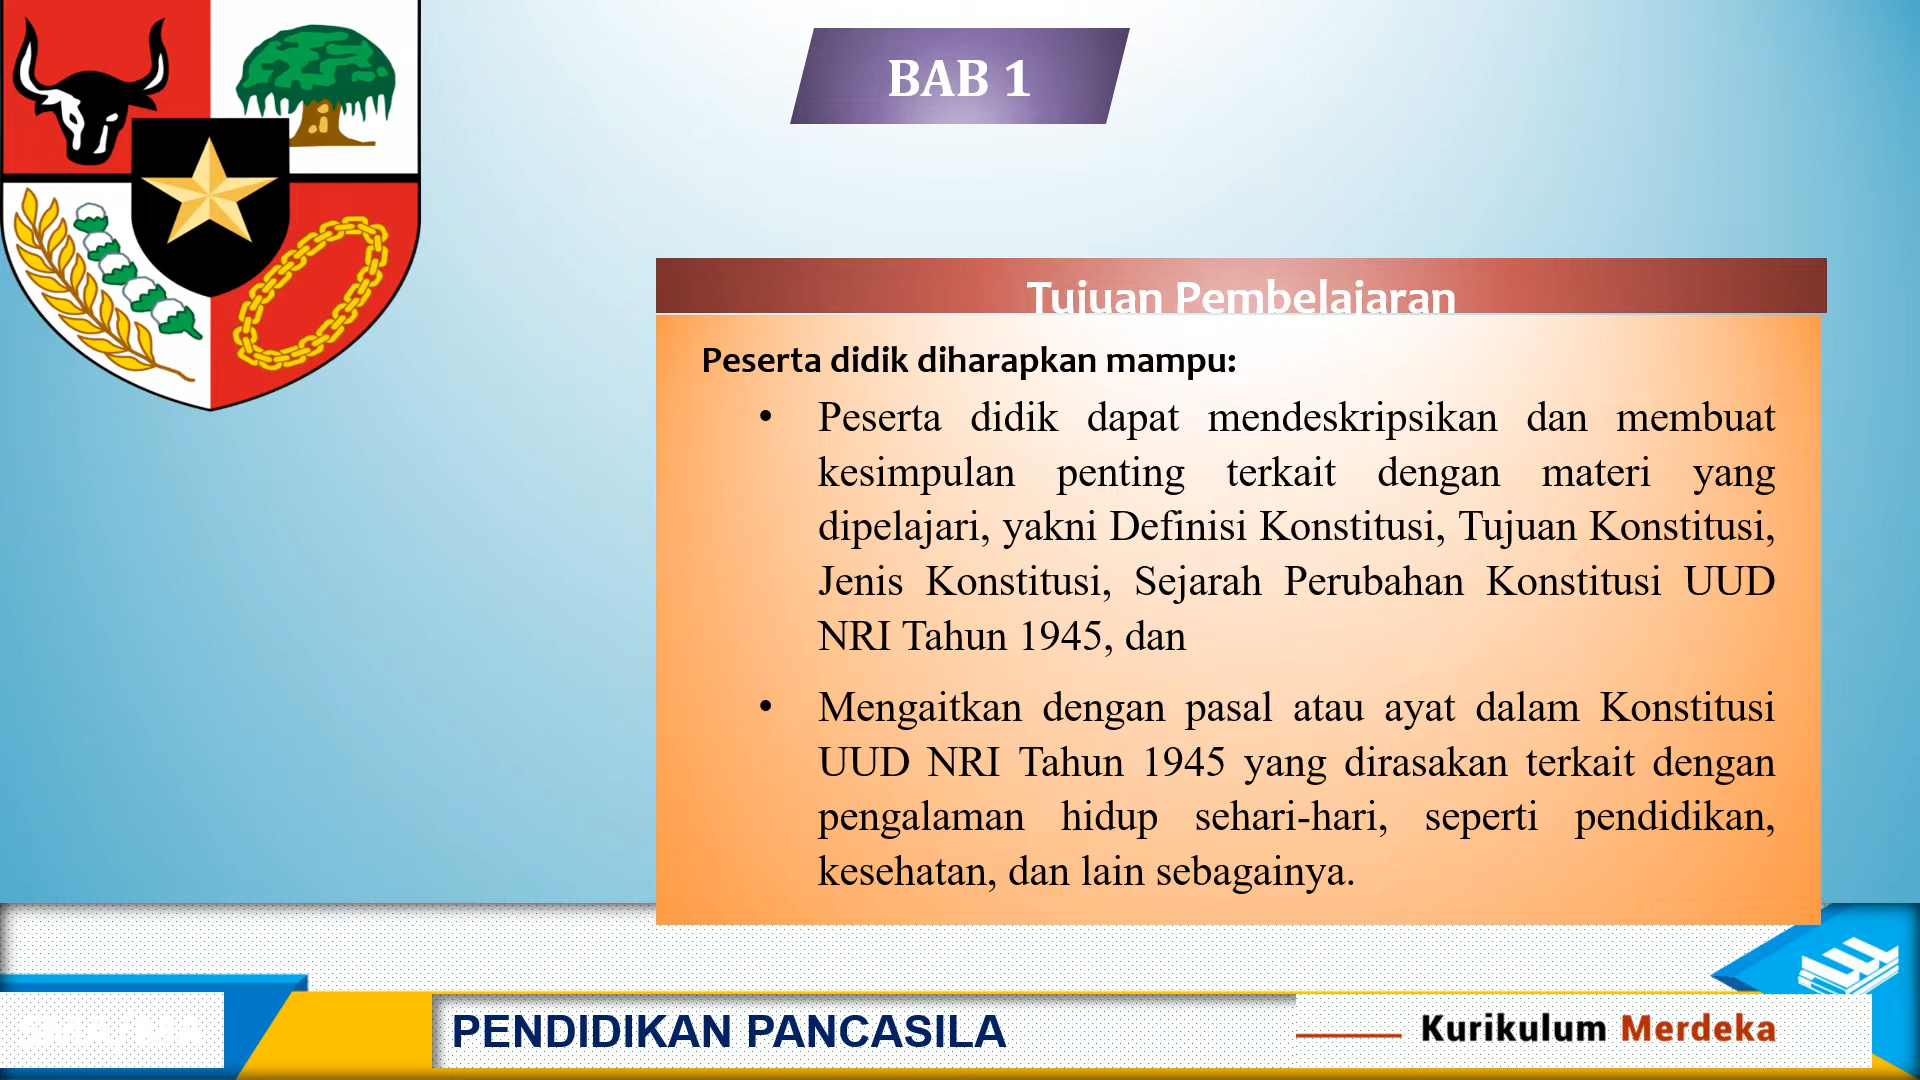 BAB 1
Tujuan Pembelajaran
Peserta didik diharapkan mampu:
• Peserta didik dapat mendeskripsikan dan membuat
kesimpulan penting terkait dengan materi yang
dipelajari, yakni Definisi Konstitusi, Tujuan Konstitusi,
Jenis Konstitusi, Sejarah Perubahan Konstitusi UUD
NRI Tahun 1945, dan
• Mengaitkan dengan pasal atau ayat dalam Konstitusi
UUD NRI Tahun 1945 yang dirasakan terkait dengan
pengalaman hidup sehari-hari, seperti pendidikan,
kesehatan, dan lain sebagainya.
PENDIDIKAN PANCASILA
Kurikulum Merdeka